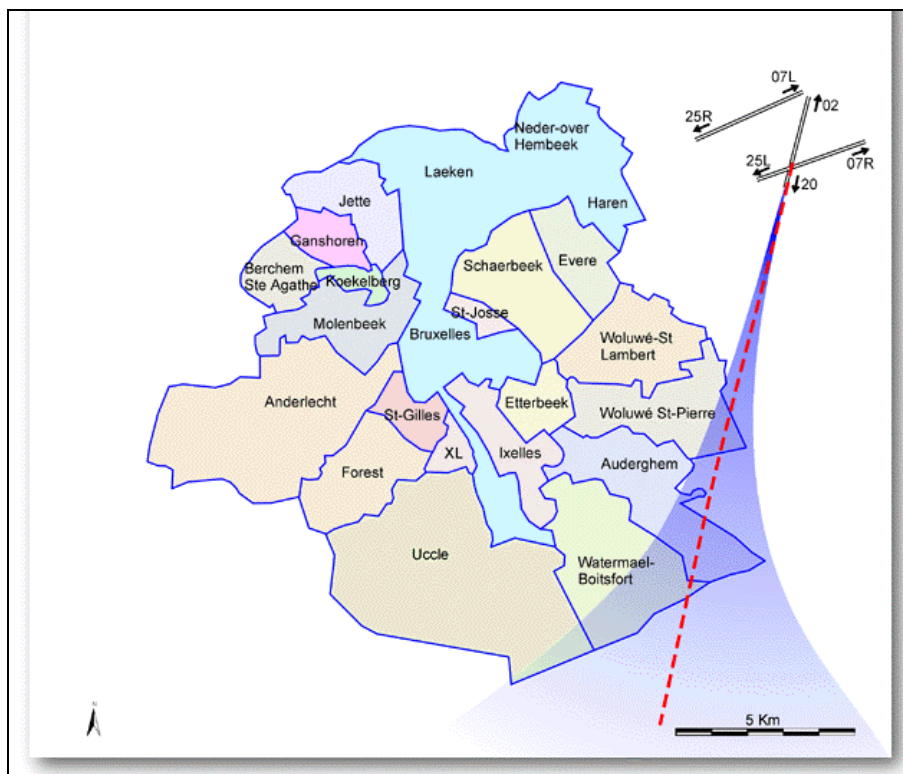 07L
02
25R
Neder-over
Hembeek
25L
07R
Laeken
20
Jette
Haren
Ganshoren
Evere
Schaerbeek
Berchem
Ste Agathe
Koekelberg
St-Josse
Molenbeek
Bruxelles
Woluwé-St
Lambert
Anderlecht
Etterbeek
St-Gilles
Woluwé St-Pierre
XL
Ixelles
Auderghem
Forest
Uccle
Watermael-
Boitsfort
5 Km